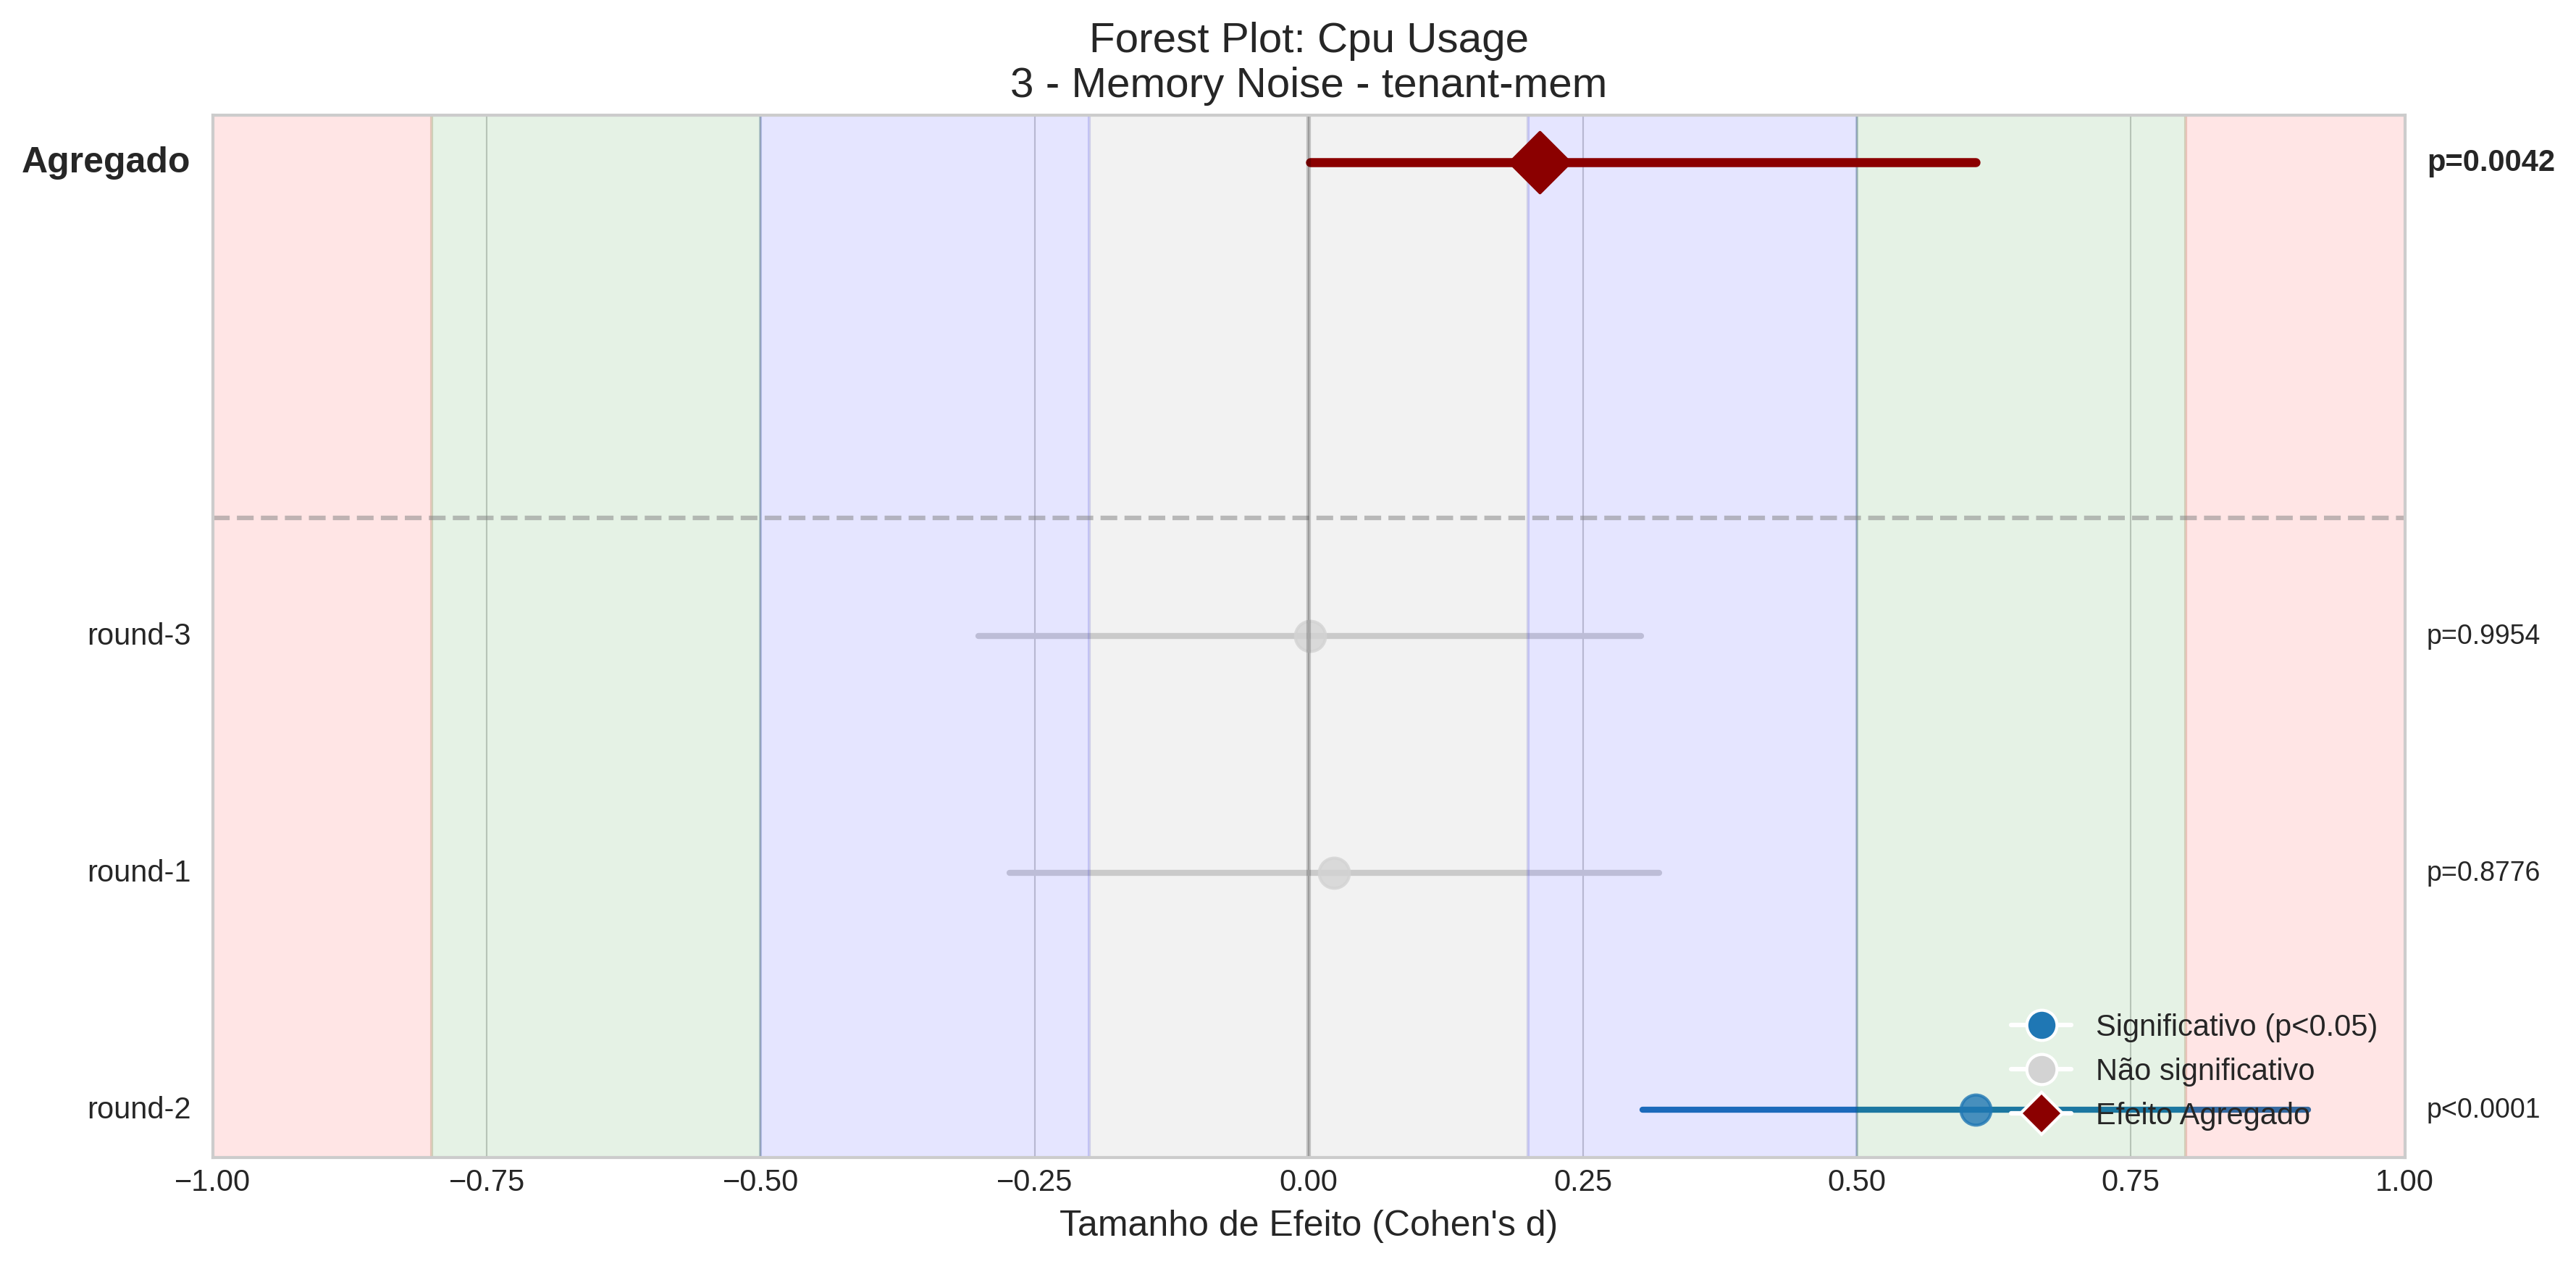 Forest Plot: Cpu Usage
3 - Memory Noise - tenant-mem
Agregado
p=0.0042
round-3
p=0.9954
round-1
p=0.8776
Significativo (p<0.05)
Não significativo
Efeito Agregado
round-2
p<0.0001
−1.00
−0.75
−0.50
−0.25
0.00
0.25
0.50
0.75
1.00
Tamanho de Efeito (Cohen's d)